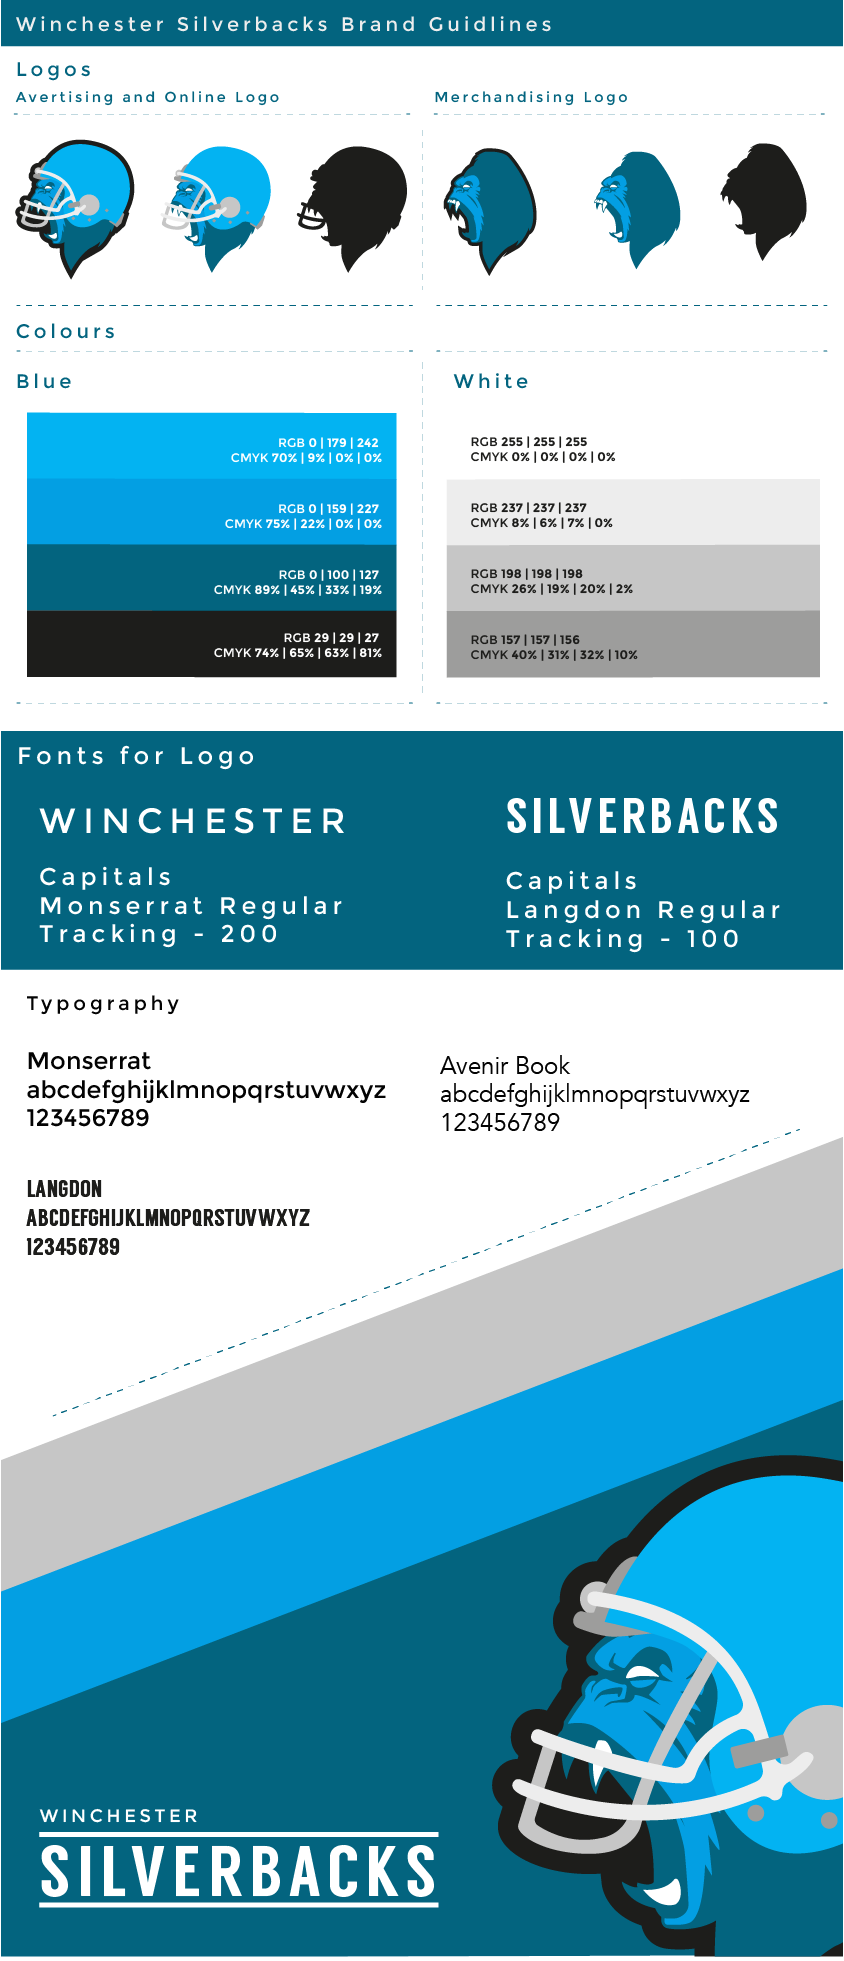 Winchester Silverbacks Brand Guidlines
Logos
Avertising and Online Logo
Merchandising Logo
Colours
Blue
RGB 0 | 179 | 242
CMYK 70% | 9% | 0% | 0%
RGB 0 | 159 | 227
CMYK 75% | 22% | 0% | 0%
RGB 0 | 100 | 127
CMYK 89% | 45% | 33% | 19%
RGB 29 | 29 | 27
CMYK 74% | 65% | 63% | 81%
White
RGB 255 | 255 | 255
CMYK 0% | 0% | 0% | 0%
RGB 237 | 237 | 237
CMYK 8% | 6% | 7% | 0%
RGB 198 | 198 | 198
CMYK 26% | 19% | 20% | 2%
RGB 157 | 157 | 156
CMYK 40% | 31% | 32% | 10%
Fonts for Logo
WINCHESTER
Capitals
Monserrat Regular
Tracking - 200
SILVERBACKS
Capitals
Langdon Regular
Tracking - 100
Typography
Monserrat
abcdefghijklmnopqrstuvwxyz
123456789
Avenir Book
abcdefghijklmnopqrstuvwxyz
123456789
LANGDON
ABCDEFGHIJKLMNOPQRSTUVWXYZ
123456789
WINCHESTER
SILVERBACKS